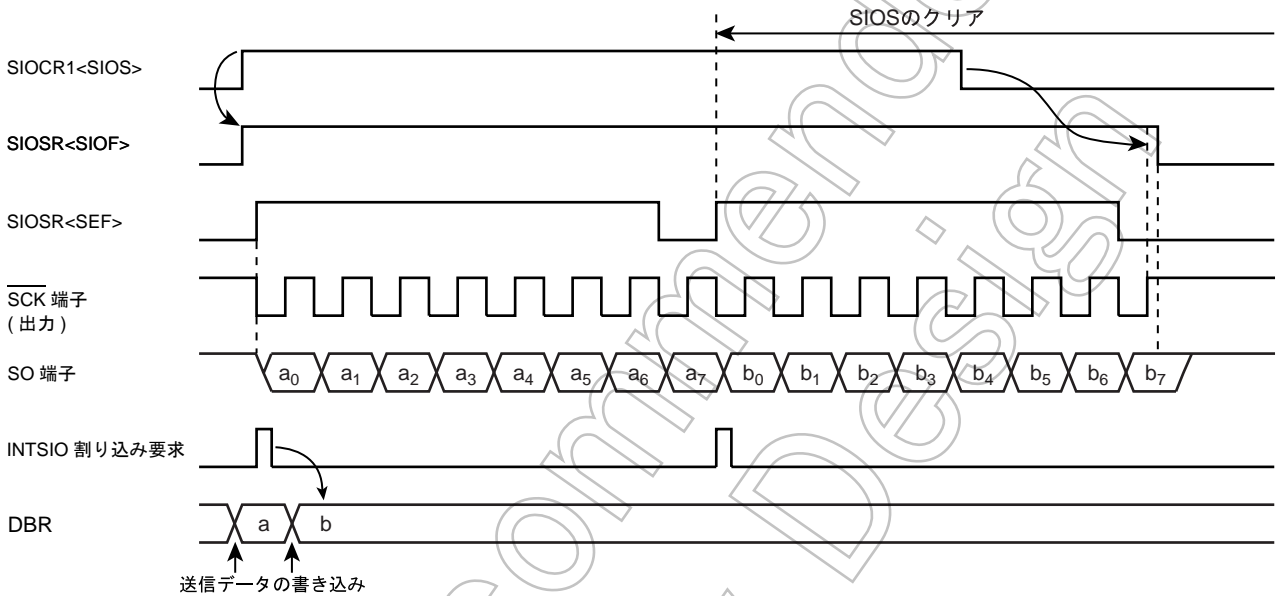 SIOSのクリア
SIOCR1<SIOS>
SIOSR<SIOF>
SIOSR<SEF>
SCK 端子
( 出力 )
SO 端子
a0 a1 a2 a3 a4 a5 a6 a7 b0 b1 b2 b3 b4 b5 b6 b7
INTSIO 割り込み要求
DBR
a b
送信データの書き込み
commend
Design